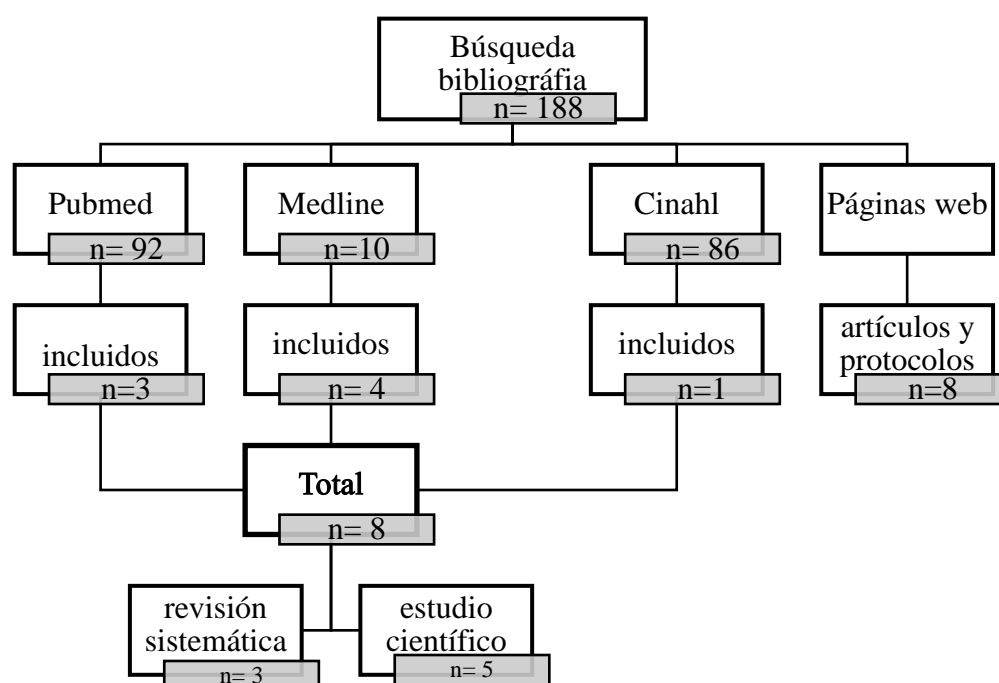 Búsqueda
bibliográfia
n= 188
Pubmed
n= 92
Medline
n=10
Cinahl
n= 86
Páginas web
incluidos
n=3
incluidos
n= 4
incluidos
n=1
artículos y
protocolos
n=8
Total
n= 8
revisión
sistemática
n= 3
estudio
científico
n= 5